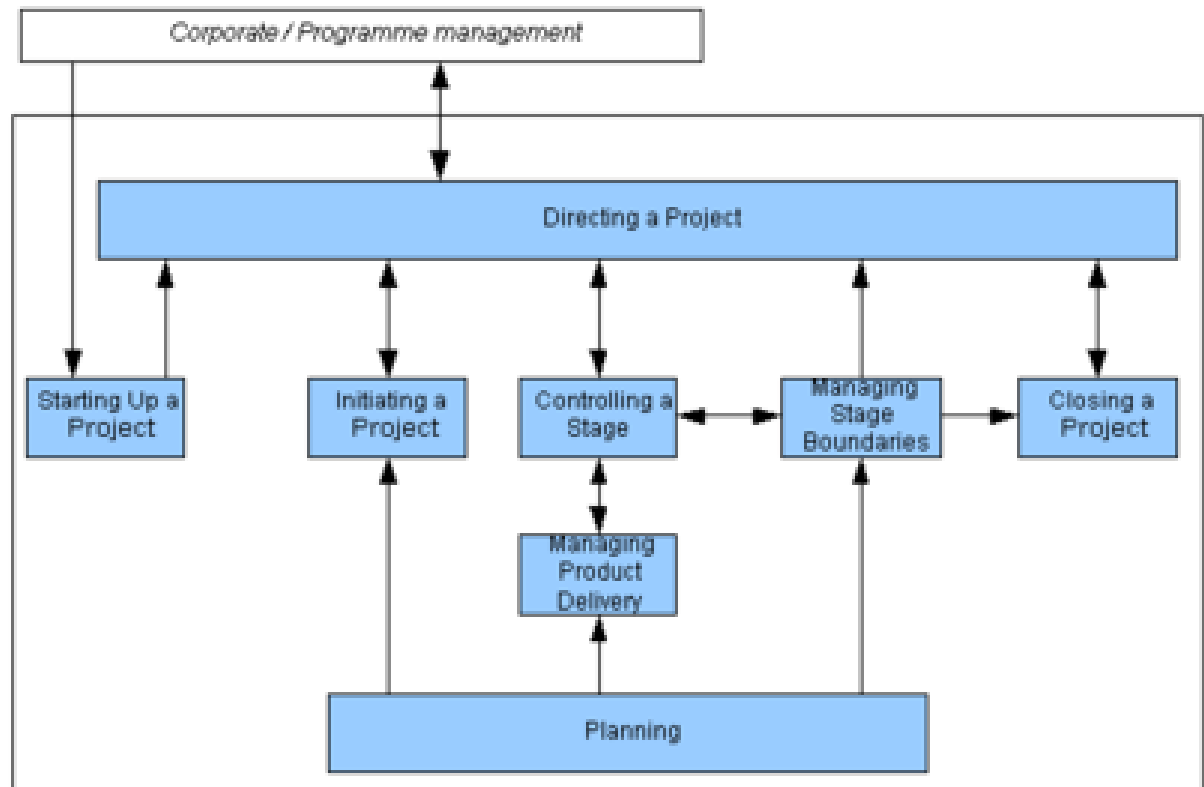 Corporate / Programme management
Directing a Project
Starting Up a
Project
Initiating a
Project
Controlling a
Stage
Managing
Stage
Boundaries
Closing a
Project
Managing
Product
Delivery
Planning